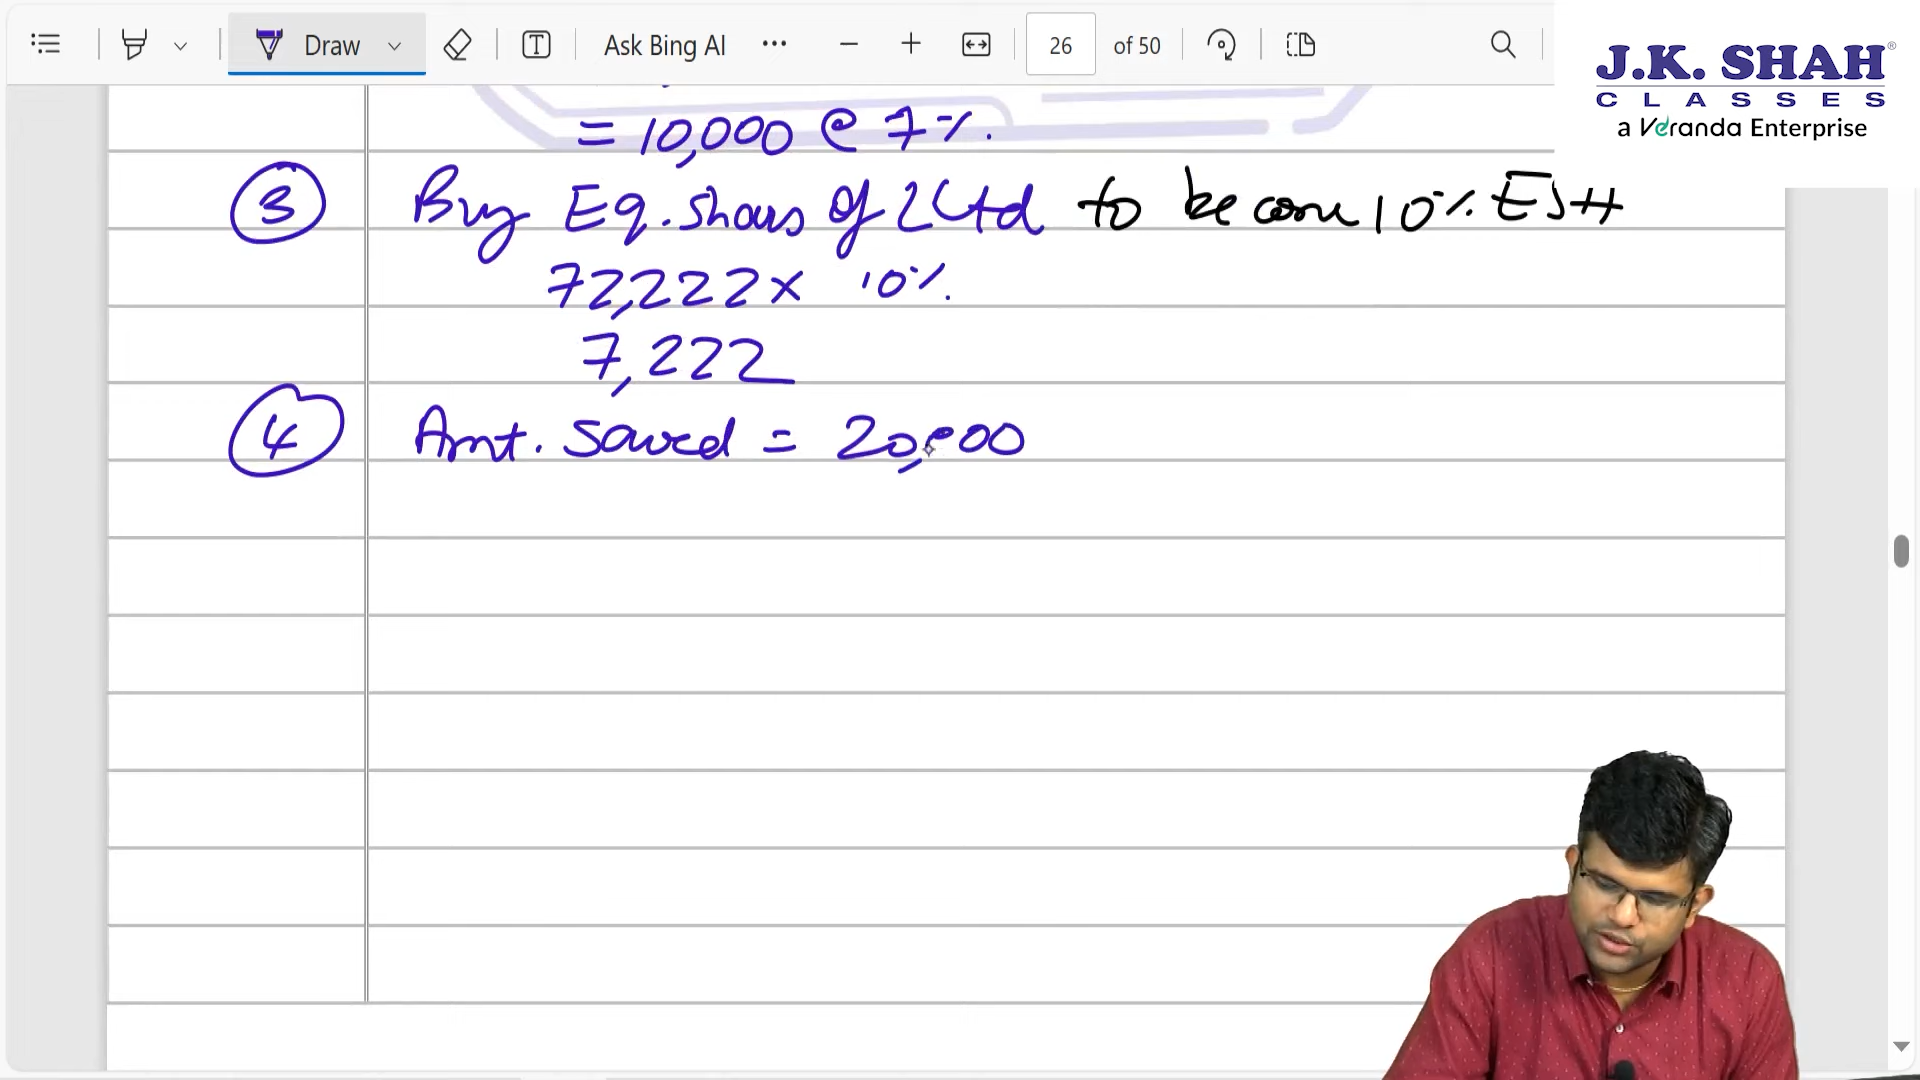 Draw
Ask Bing AI
26 of 50
J.K. SHAH®
CLASSES
a Veranda Enterprise
= 10,000 @ 7%.
3 Buy Eq. Shares of L Ltd to become 10% ESH
72,222 x 10%
7,222
4 Amt. Saved = 20,000